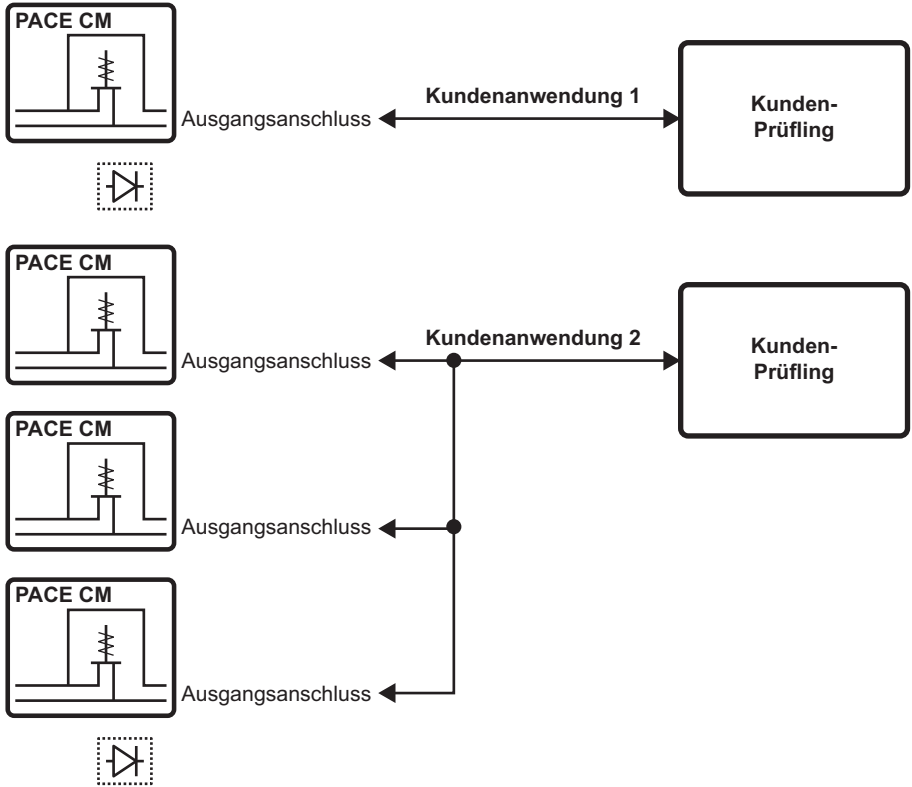 PACE CM
Ausgangsanschluss
Kundenanwendung 1
Kunden-
Prüfling
PACE CM
Ausgangsanschluss
Kundenanwendung 2
Kunden-
Prüfling
PACE CM
Ausgangsanschluss
PACE CM
Ausgangsanschluss